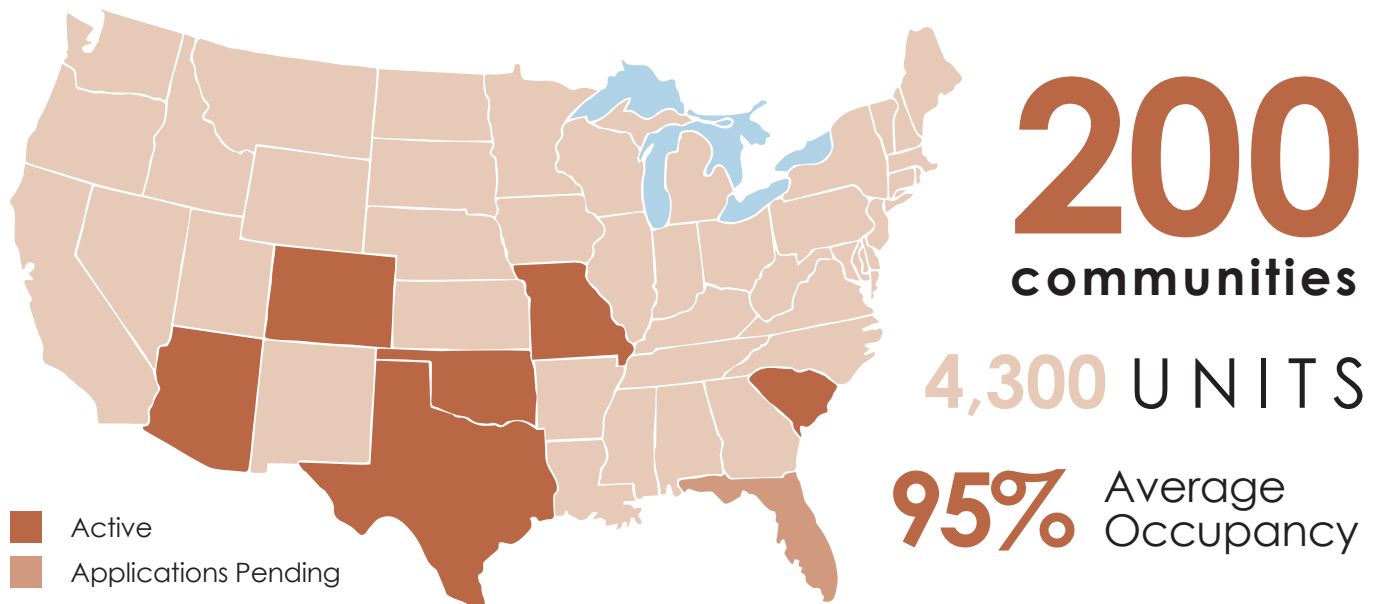 200
communities
4,300 UNITS
95% Average
Occupancy
Active
Applications Pending